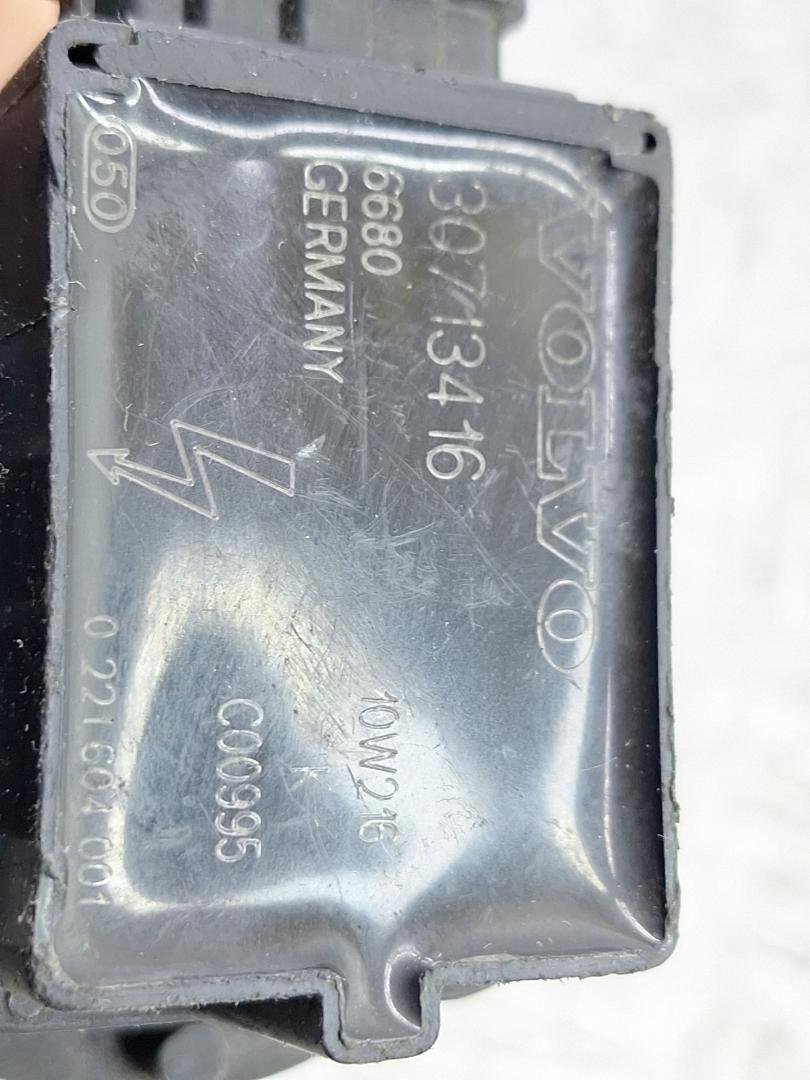 VOLVO
30713416
6680
GERMANY
050
10W216
K
C00995
0 221 604 001